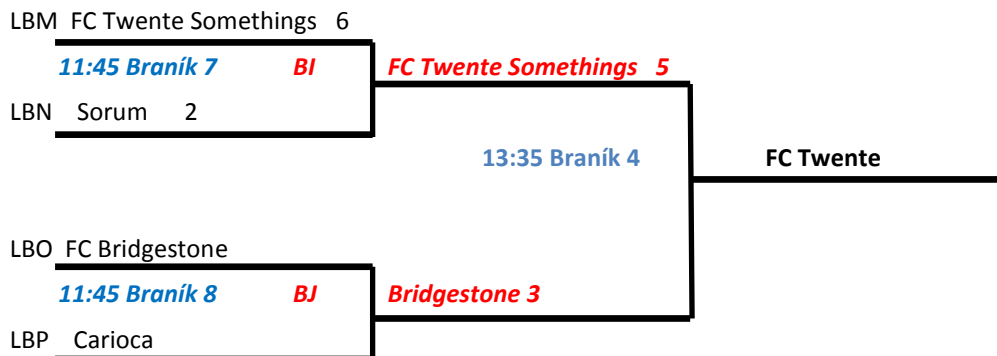 LBM FC Twente Somethings 6
11:45 Braník 7 BI FC Twente Somethings 5
LBN Sorum 2
13:35 Braník 4 FC Twente
LBO FC Bridgestone
11:45 Braník 8 BJ Bridgestone 3
LBP Carioca